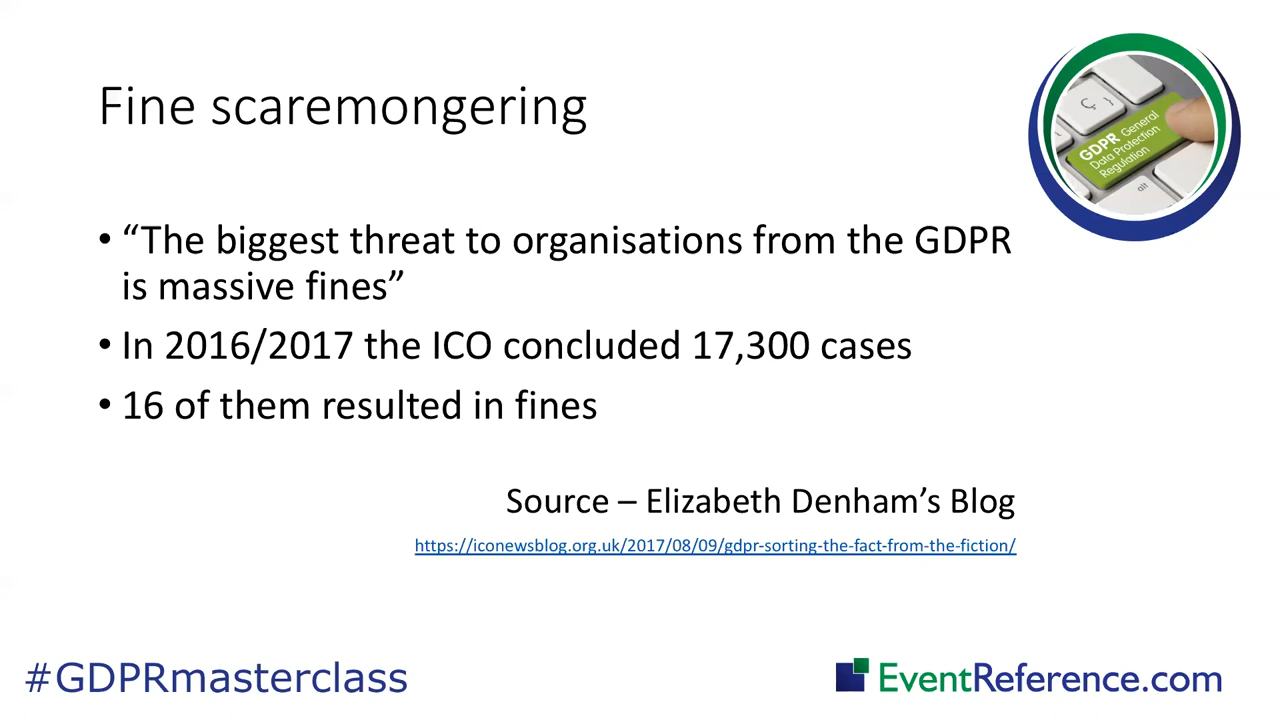 Fine scaremongering
GDPR General
Data Protection
Regulation
alt
• “The biggest threat to organisations from the GDPR
is massive fines”
• In 2016/2017 the ICO concluded 17,300 cases
• 16 of them resulted in fines
Source – Elizabeth Denham’s Blog
https://iconewsblog.org.uk/2017/08/09/gdpr-sorting-the-fact-from-the-fiction/
#GDPRmasterclass
EventReference.com